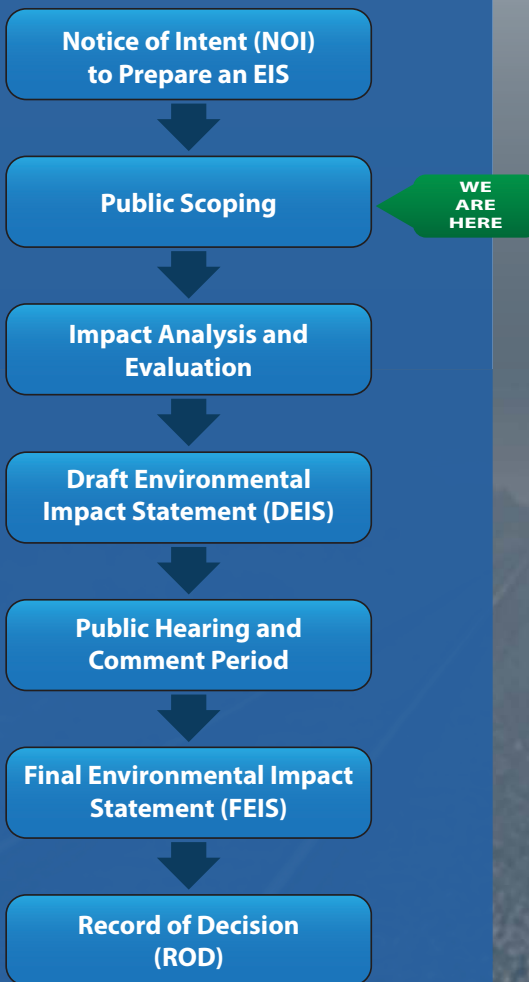 Notice of Intent (NOI)
to Prepare an EIS
Public Scoping
WE
ARE
HERE
Impact Analysis and
Evaluation
Draft Environmental
Impact Statement (DEIS)
Public Hearing and
Comment Period
Final Environmental Impact
Statement (FEIS)
Record of Decision
(ROD)